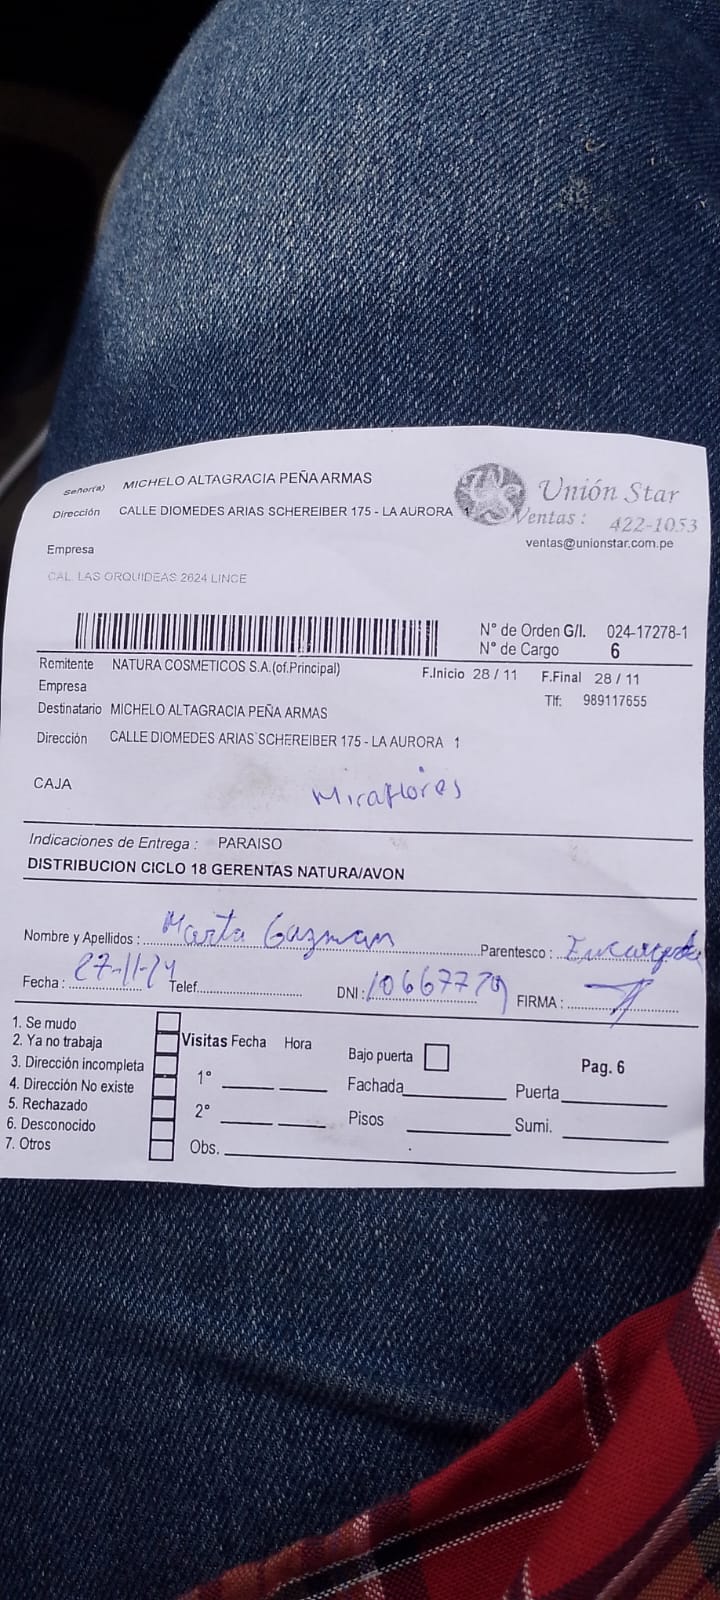 Señor(a) MICHELO ALTAGRACIA PEÑA ARMAS
Dirección CALLE DIOMEDES ARIAS SCHEREIBER 175 - LA AURORA 1
Unión Star
Ventas : 422-1053
ventas@unionstar.com.pe
Empresa
CAL. LAS ORQUIDEAS 2624 LINCE
N° de Orden G/I. 024-17278-1
N° de Cargo 6
Remitente NATURA COSMETICOS S.A.(of.Principal) F.Inicio 28 / 11 F.Final 28 / 11
Empresa Tlf: 989117655
Destinatario MICHELO ALTAGRACIA PEÑA ARMAS
Dirección CALLE DIOMEDES ARIAS SCHEREIBER 175 - LA AURORA 1
CAJA Miraflores
Indicaciones de Entrega : PARAISO
DISTRIBUCION CICLO 18 GERENTAS NATURA/AVON
Nombre y Apellidos : Marta Guzman Parentesco : Encargada
Fecha : 27-11-24 Telef. DNI : FIRMA :
1. Se mudo
2. Ya no trabaja
3. Dirección incompleta
4. Dirección No existe
5. Rechazado
6. Desconocido
7. Otros
Visitas Fecha Hora
1°
2°
Obs.
Bajo puerta
Fachada
Pisos
Pag. 6
Puerta
Sumi.